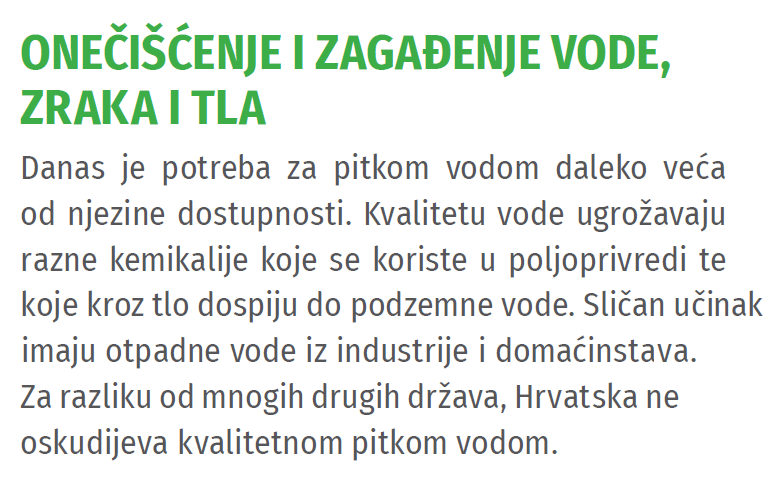 ONEČIŠĆENJE I ZAGAĐENJE VODE,
ZRAKA I TLA
Danas je potreba za pitkom vodom daleko veća
od njezine dostupnosti. Kvalitetu vode ugrožavaju
razne kemikalije koje se koriste u poljoprivredi te
koje kroz tlo dospiju do podzemne vode. Sličan učinak
imaju otpadne vode iz industrije i domaćinstava.
Za razliku od mnogih drugih država, Hrvatska ne
oskudijeva kvalitetnom pitkom vodom.